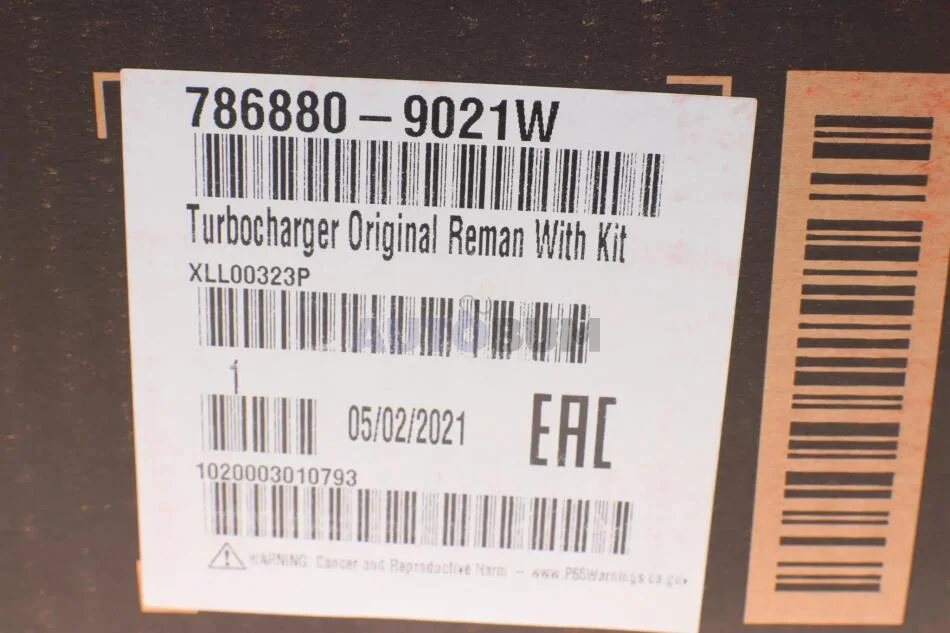 786880-9021W
Turbocharger Original Reman With Kit
XLL00323P
AUTOBUM
1
05/02/2021
EAC
1020003010793
WARNING: Cancer and Reproductive Harm - www.P65Warnings.ca.gov